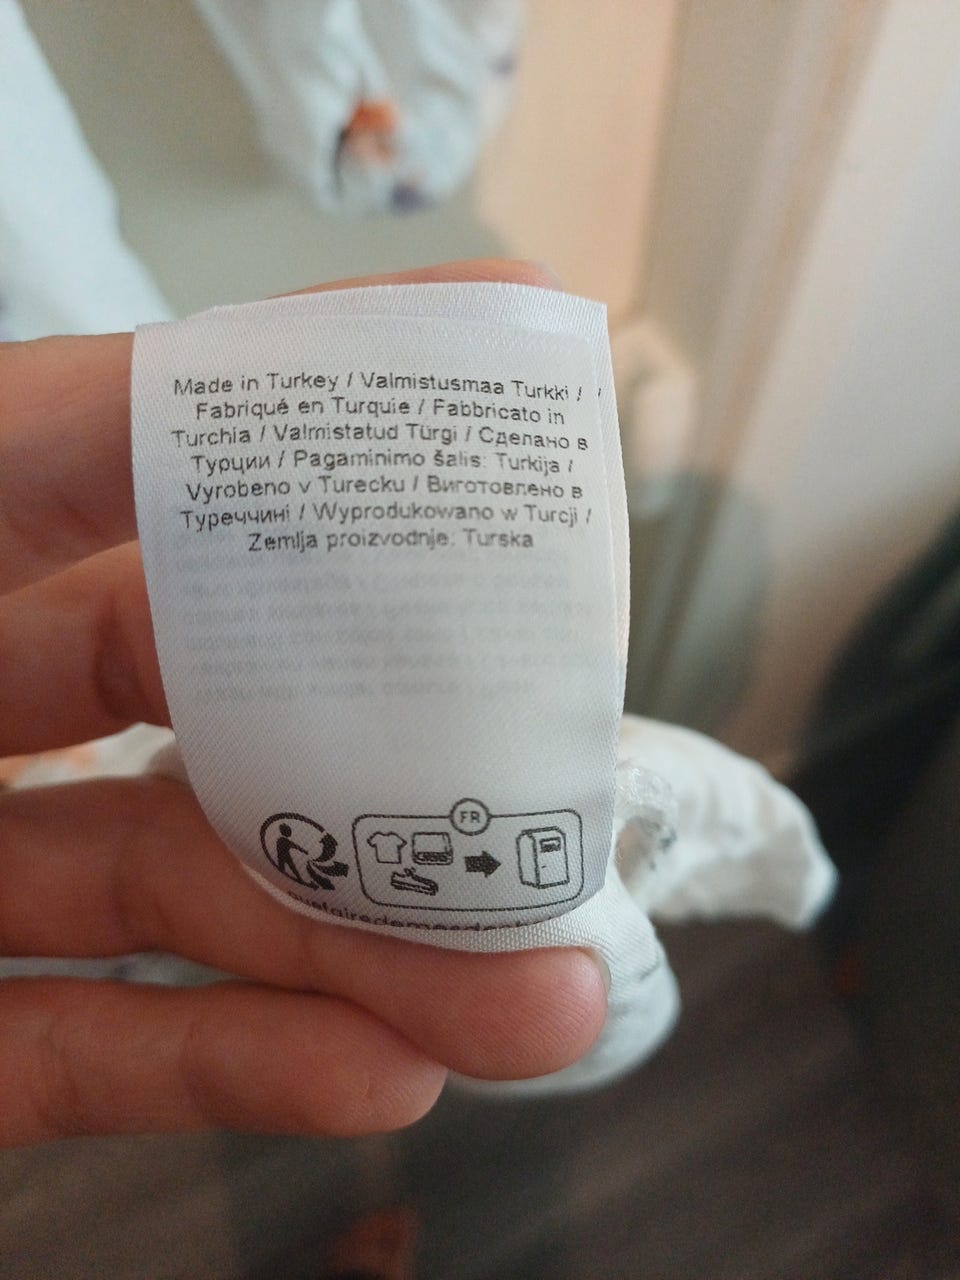 Made in Turkey / Valmistusmaa Turkki /
Fabriqué en Turquie / Fabbricato in
Turchia / Valmistatud Türgi / Сделано в
Турции / Pagaminimo šalis: Turkija /
Vyrobeno v Turecku / Виготовлено в
Туреччині / Wyprodukowano w Turcji /
Zemlja proizvodnje: Turska
FR